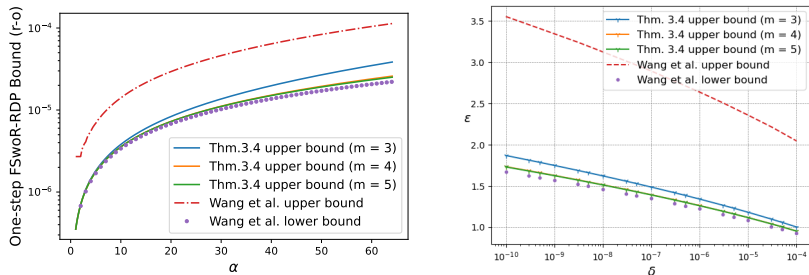 One-step FSwoR-RDP Bound (r-o)
10⁻⁴
10⁻⁵
10⁻⁶
Thm.3.4 upper bound (m = 3)
Thm.3.4 upper bound (m = 4)
Thm.3.4 upper bound (m = 5)
Wang et al. upper bound
Wang et al. lower bound
0 10 20 30 40 50 60
α
ϵ
3.5
3.0
2.5
2.0
1.5
1.0
Thm. 3.4 upper bound (m = 3)
Thm. 3.4 upper bound (m = 4)
Thm. 3.4 upper bound (m = 5)
Wang et al. upper bound
Wang et al. lower bound
10⁻¹⁰ 10⁻⁹ 10⁻⁸ 10⁻⁷ 10⁻⁶ 10⁻⁵ 10⁻⁴
δ